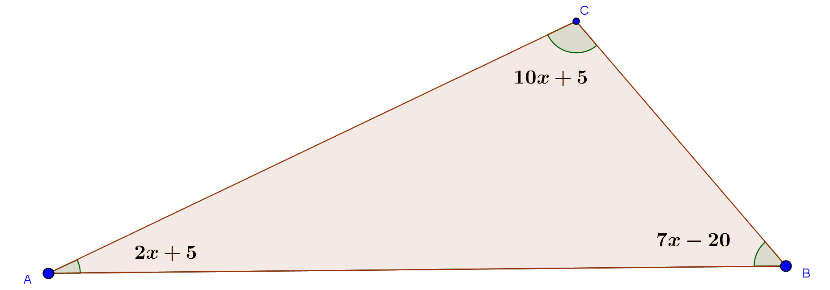 C
10x + 5
7x − 20
2x + 5
A
B